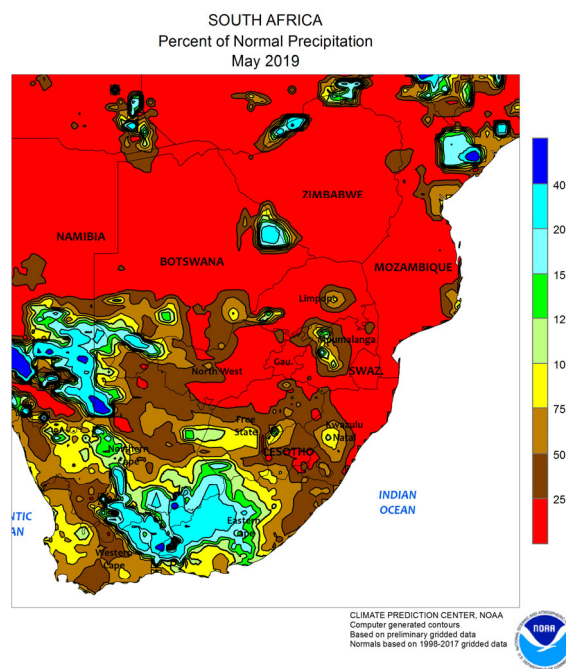 SOUTH AFRICA
Percent of Normal Precipitation
May 2019
ZIMBABWE
NAMIBIA
BOTSWANA
MOZAMBIQUE
Limpopo
Mpumalanga
Gau.
North West
SWAZ.
Free
State
Kwazulu
Natal
Northern
Cape
LESOTHO
Eastern
Cape
Western
Cape
NTIC
AN
INDIAN
OCEAN
40
20
15
12
10
75
50
25
CLIMATE PREDICTION CENTER, NOAA
Computer generated contours
Based on preliminary gridded data
Normals based on 1998-2017 gridded data
NOAA